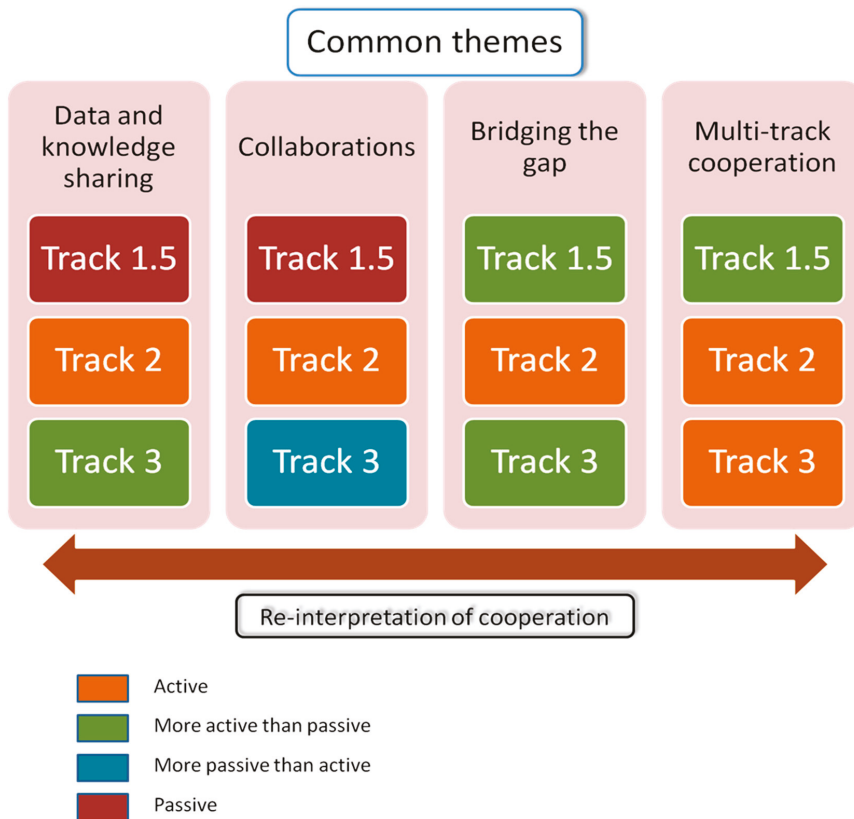 Common themes
Data and
knowledge
sharing
Track 1.5
Track 2
Track 3
Collaborations
Track 1.5
Track 2
Track 3
Bridging the
gap
Track 1.5
Track 2
Track 3
Multi-track
cooperation
Track 1.5
Track 2
Track 3
Re-interpretation of cooperation
Active
More active than passive
More passive than active
Passive